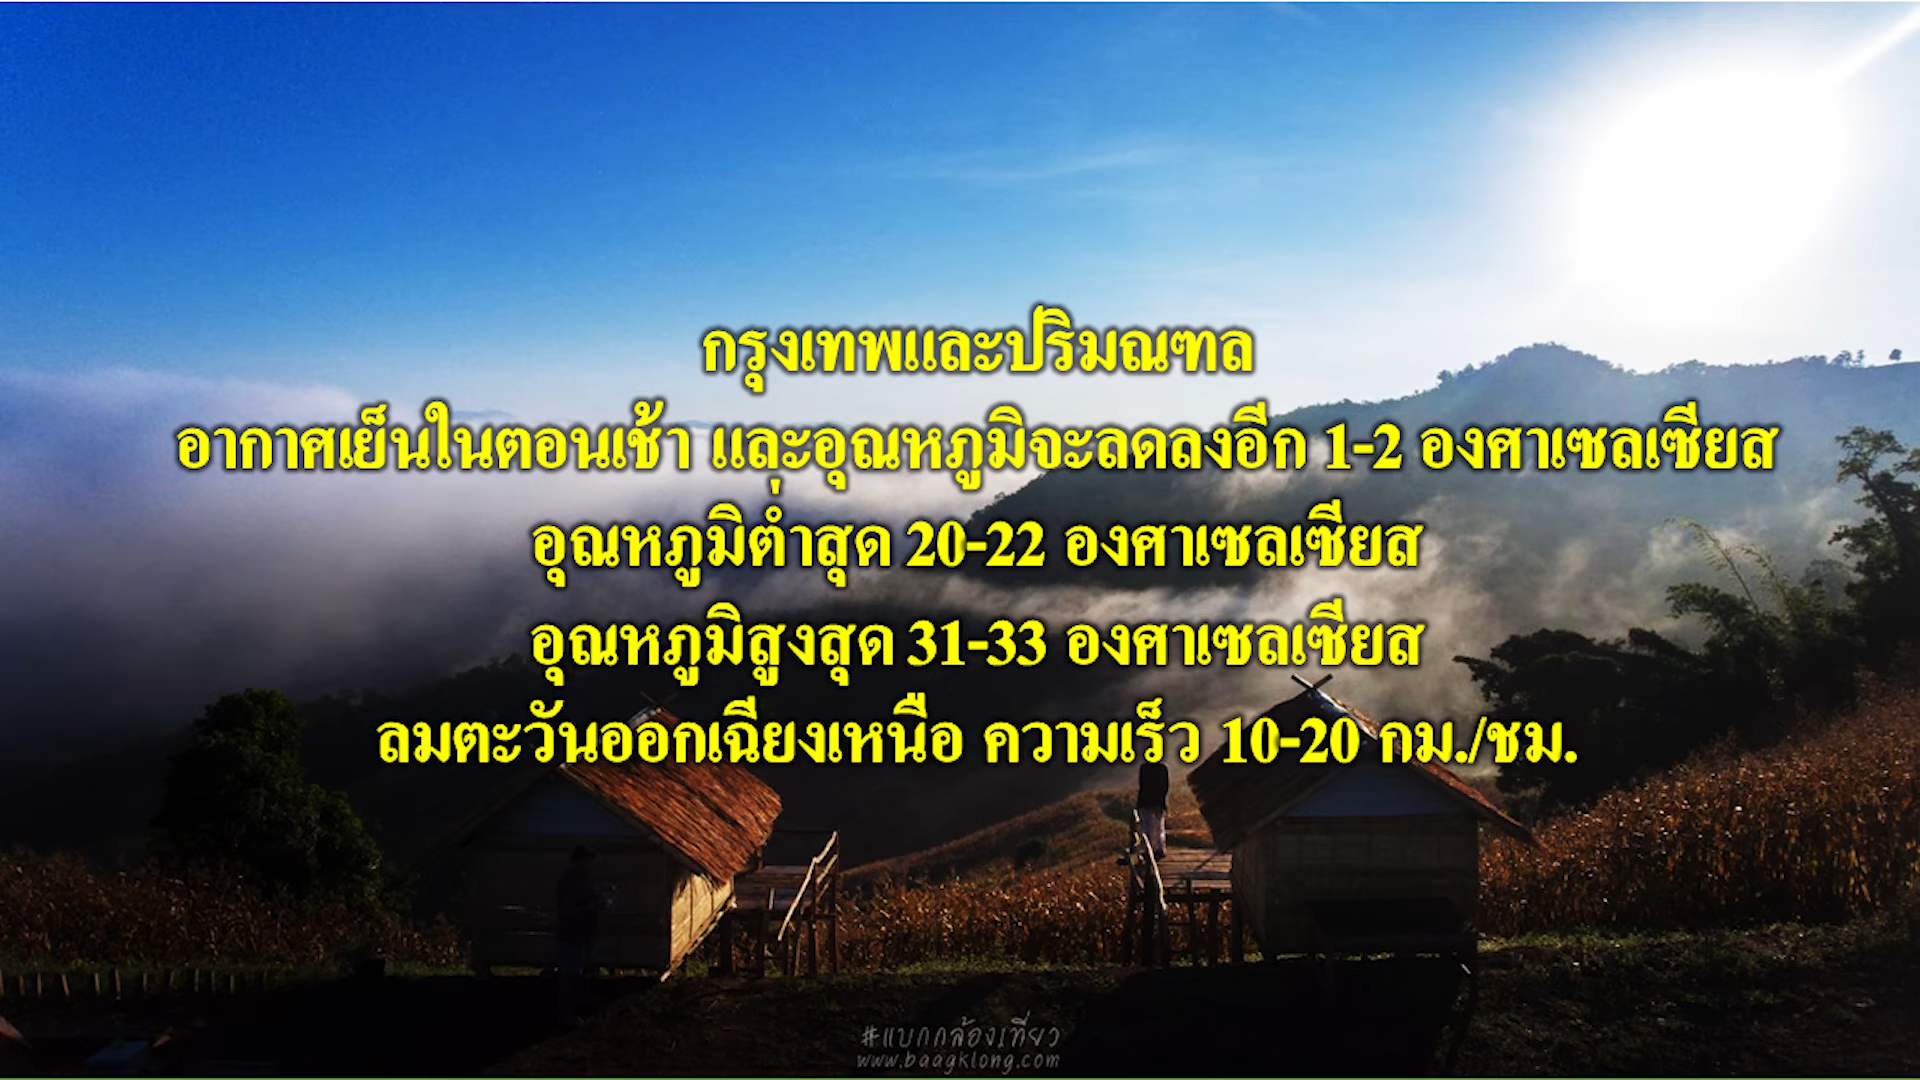 กรุงเทพและปริมณฑล
อากาศเย็นในตอนเช้า และอุณหภูมิจะลดลงอีก 1-2 องศาเซลเซียส
อุณหภูมิต่ำสุด 20-22 องศาเซลเซียส
อุณหภูมิสูงสุด 31-33 องศาเซลเซียส
ลมตะวันออกเฉียงเหนือ ความเร็ว 10-20 กม./ชม.
#แบกกล้องเที่ยว
www.baagklong.com